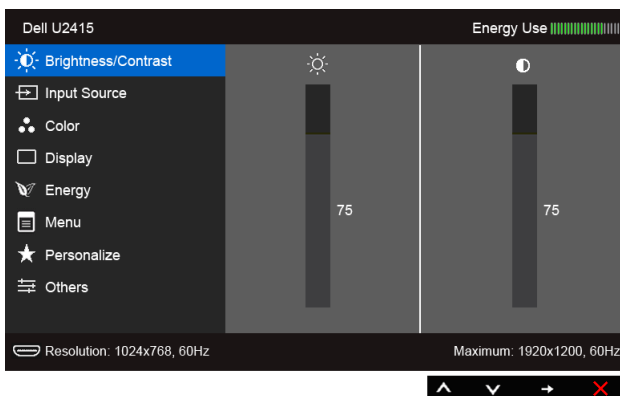 Dell U2415
Energy Use
Brightness/Contrast
Input Source
Color
Display
Energy
Menu
Personalize
Others
75
75
Resolution: 1024x768, 60Hz
Maximum: 1920x1200, 60Hz